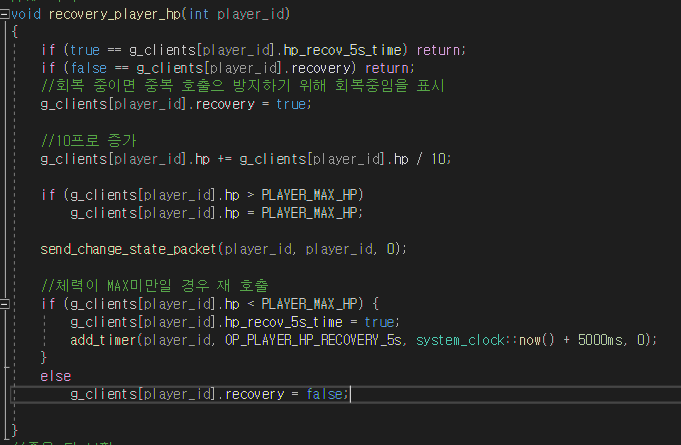 void recovery_player_hp(int player_id)
{
if (true == g_clients[player_id].hp_recov_5s_time) return;
if (false == g_clients[player_id].recovery) return;
//회복 중이면 중복 호출으 방지하기 위해 회복중임을 표시
g_clients[player_id].recovery = true;
//10프로 증가
g_clients[player_id].hp += g_clients[player_id].hp / 10;
if (g_clients[player_id].hp > PLAYER_MAX_HP)
g_clients[player_id].hp = PLAYER_MAX_HP;
send_change_state_packet(player_id, player_id, 0);
//체력이 MAX미만일 경우 재 호출
if (g_clients[player_id].hp < PLAYER_MAX_HP) {
g_clients[player_id].hp_recov_5s_time = true;
add_timer(player_id, OP_PLAYER_HP_RECOVERY_5s, system_clock::now() + 5000ms, 0);
}
else
g_clients[player_id].recovery = false;
}